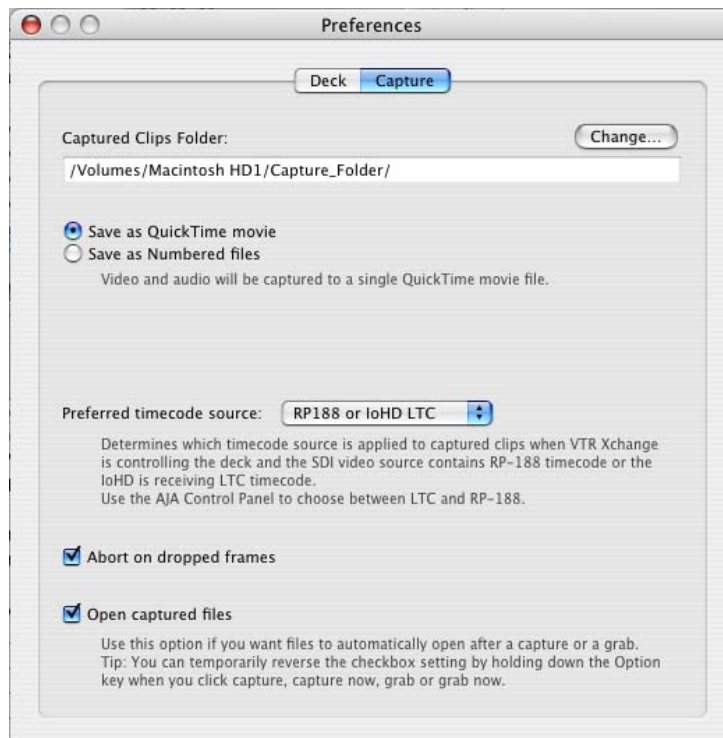 Preferences
Deck Capture
Captured Clips Folder: Change...
/Volumes/Macintosh HD1/Capture_Folder/
Save as QuickTime movie
Save as Numbered files
Video and audio will be captured to a single QuickTime movie file.
Preferred timecode source: RP188 or IoHD LTC
Determines which timecode source is applied to captured clips when VTR Xchange
is controlling the deck and the SDI video source contains RP-188 timecode or the
IoHD is receiving LTC timecode.
Use the AJA Control Panel to choose between LTC and RP-188.
Abort on dropped frames
Open captured files
Use this option if you want files to automatically open after a capture or a grab.
Tip: You can temporarily reverse the checkbox setting by holding down the Option
key when you click capture, capture now, grab or grab now.